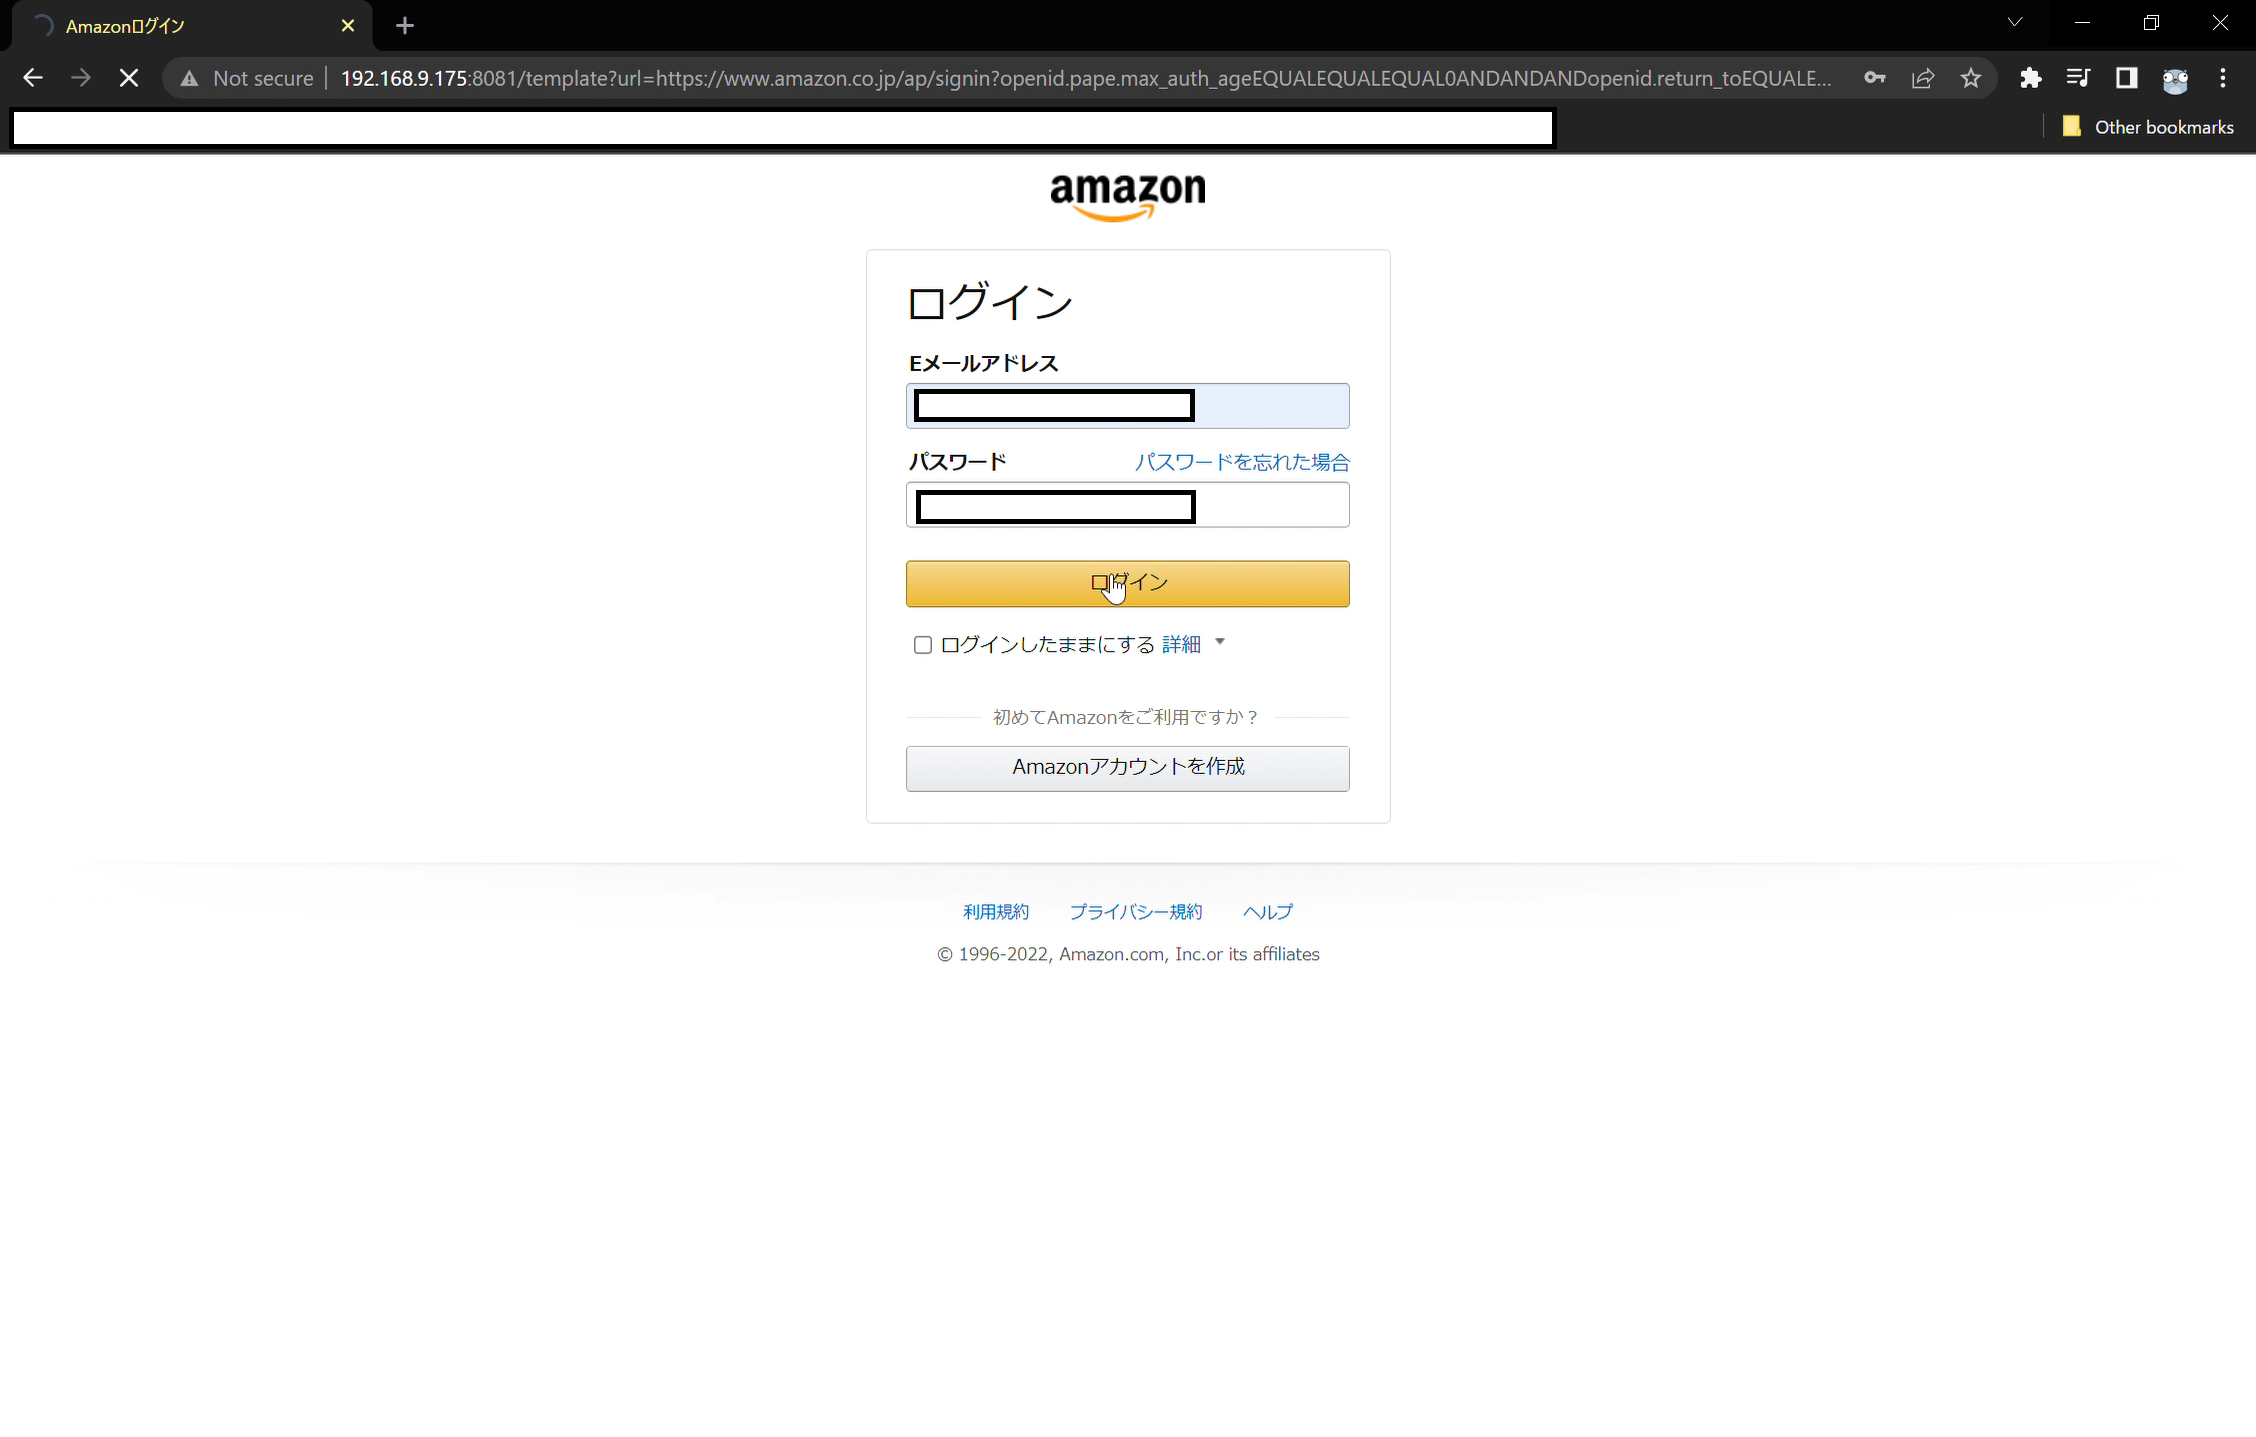 Amazonログイン
Not secure
192.168.9.175:8081/template?url=https://www.amazon.co.jp/ap/signin?openid.pape.max_auth_ageEQUALEQUALEQUAL0ANDANDANDopenid.return_toEQUALE...
Other bookmarks
amazon
ログイン
Eメールアドレス
パスワード パスワードを忘れた場合
ログイン
ログインしたままにする 詳細
初めてAmazonをご利用ですか？
Amazonアカウントを作成
利用規約 プライバシー規約 ヘルプ
© 1996-2022, Amazon.com, Inc.or its affiliates